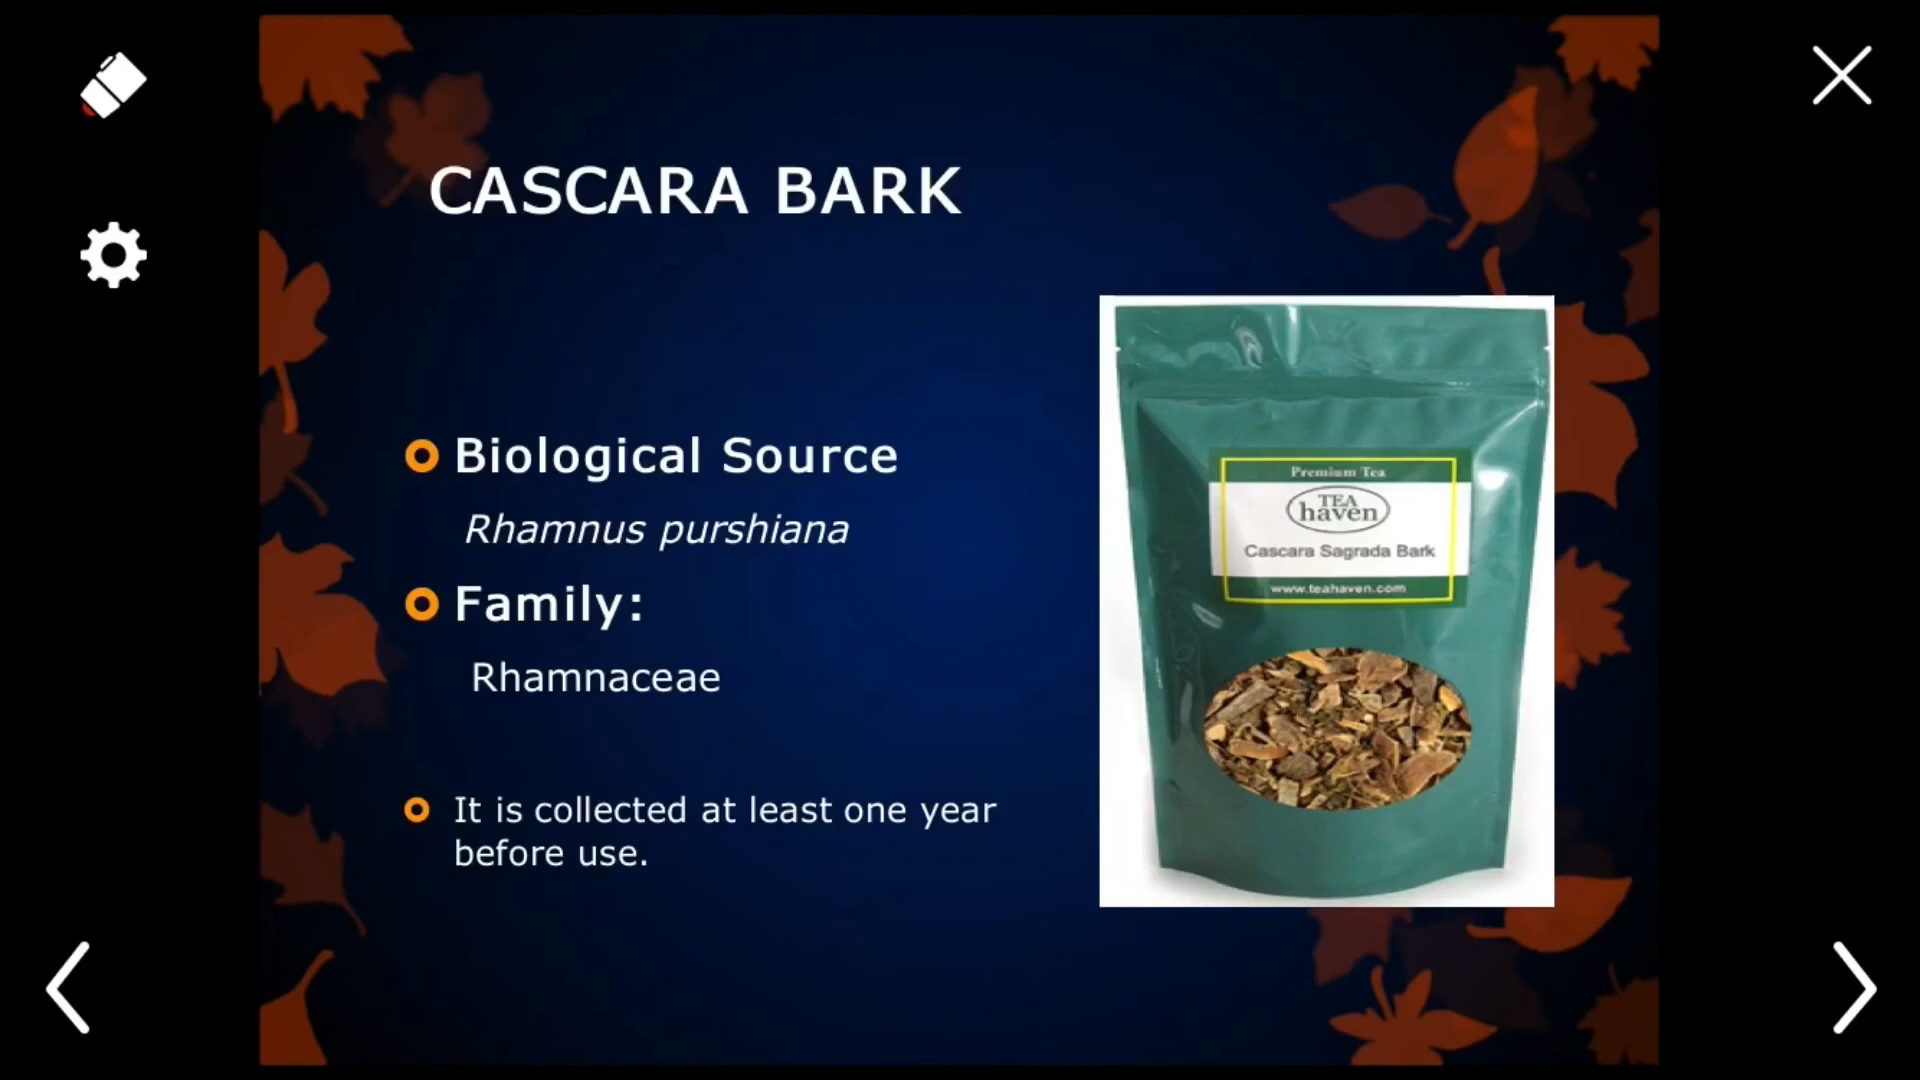 CASCARA BARK
Biological Source
Rhamnus purshiana
Family:
Rhamnaceae
It is collected at least one year
before use.
Premium Tea
TEA
haven
Cascara Sagrada Bark
www.teahaven.com